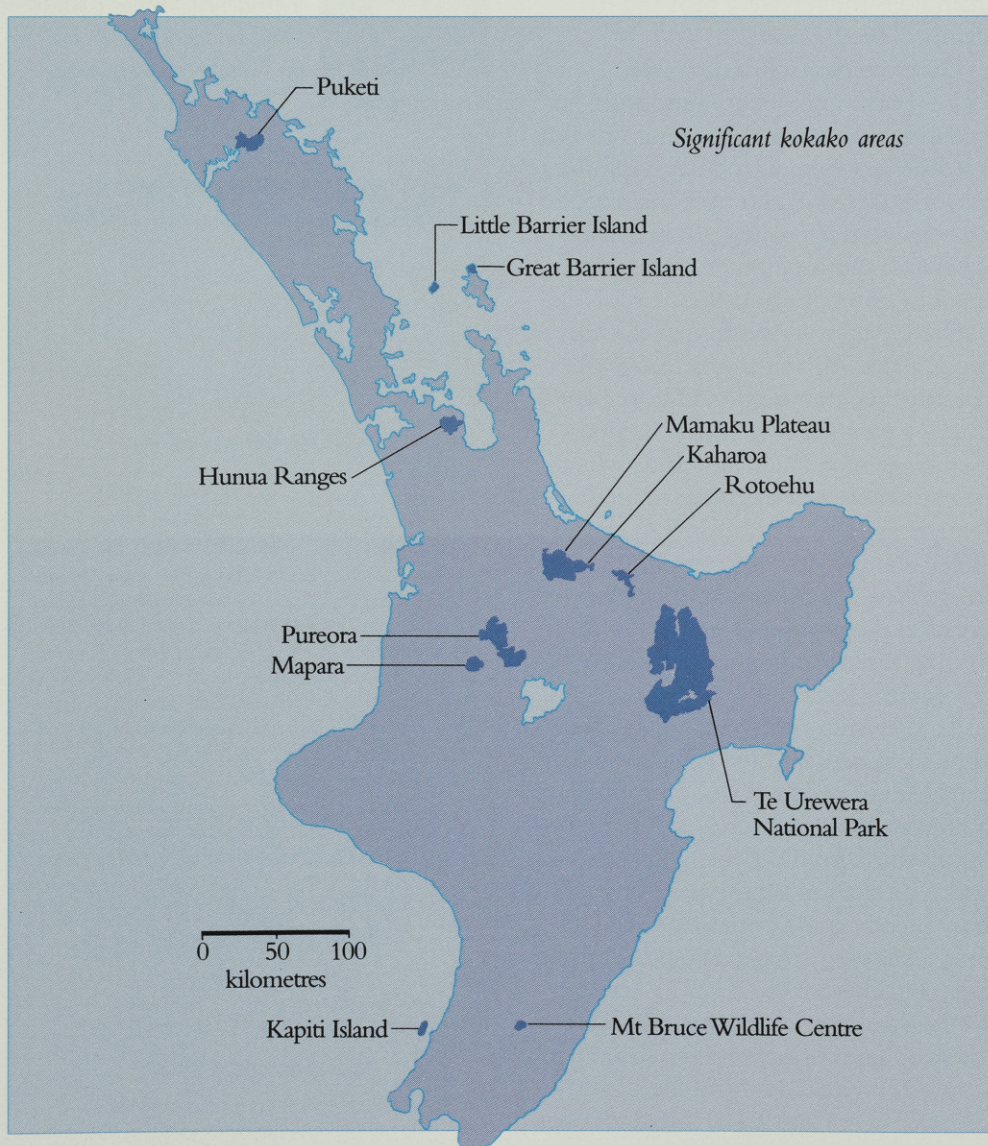 Puketi
Significant kokako areas
Little Barrier Island
Great Barrier Island
Mamaku Plateau
Kaharoa
Hunua Ranges
Rotoehu
Pureora
Mapara
Te Urewera
National Park
0 50 100
kilometres
Kapiti Island
Mt Bruce Wildlife Centre